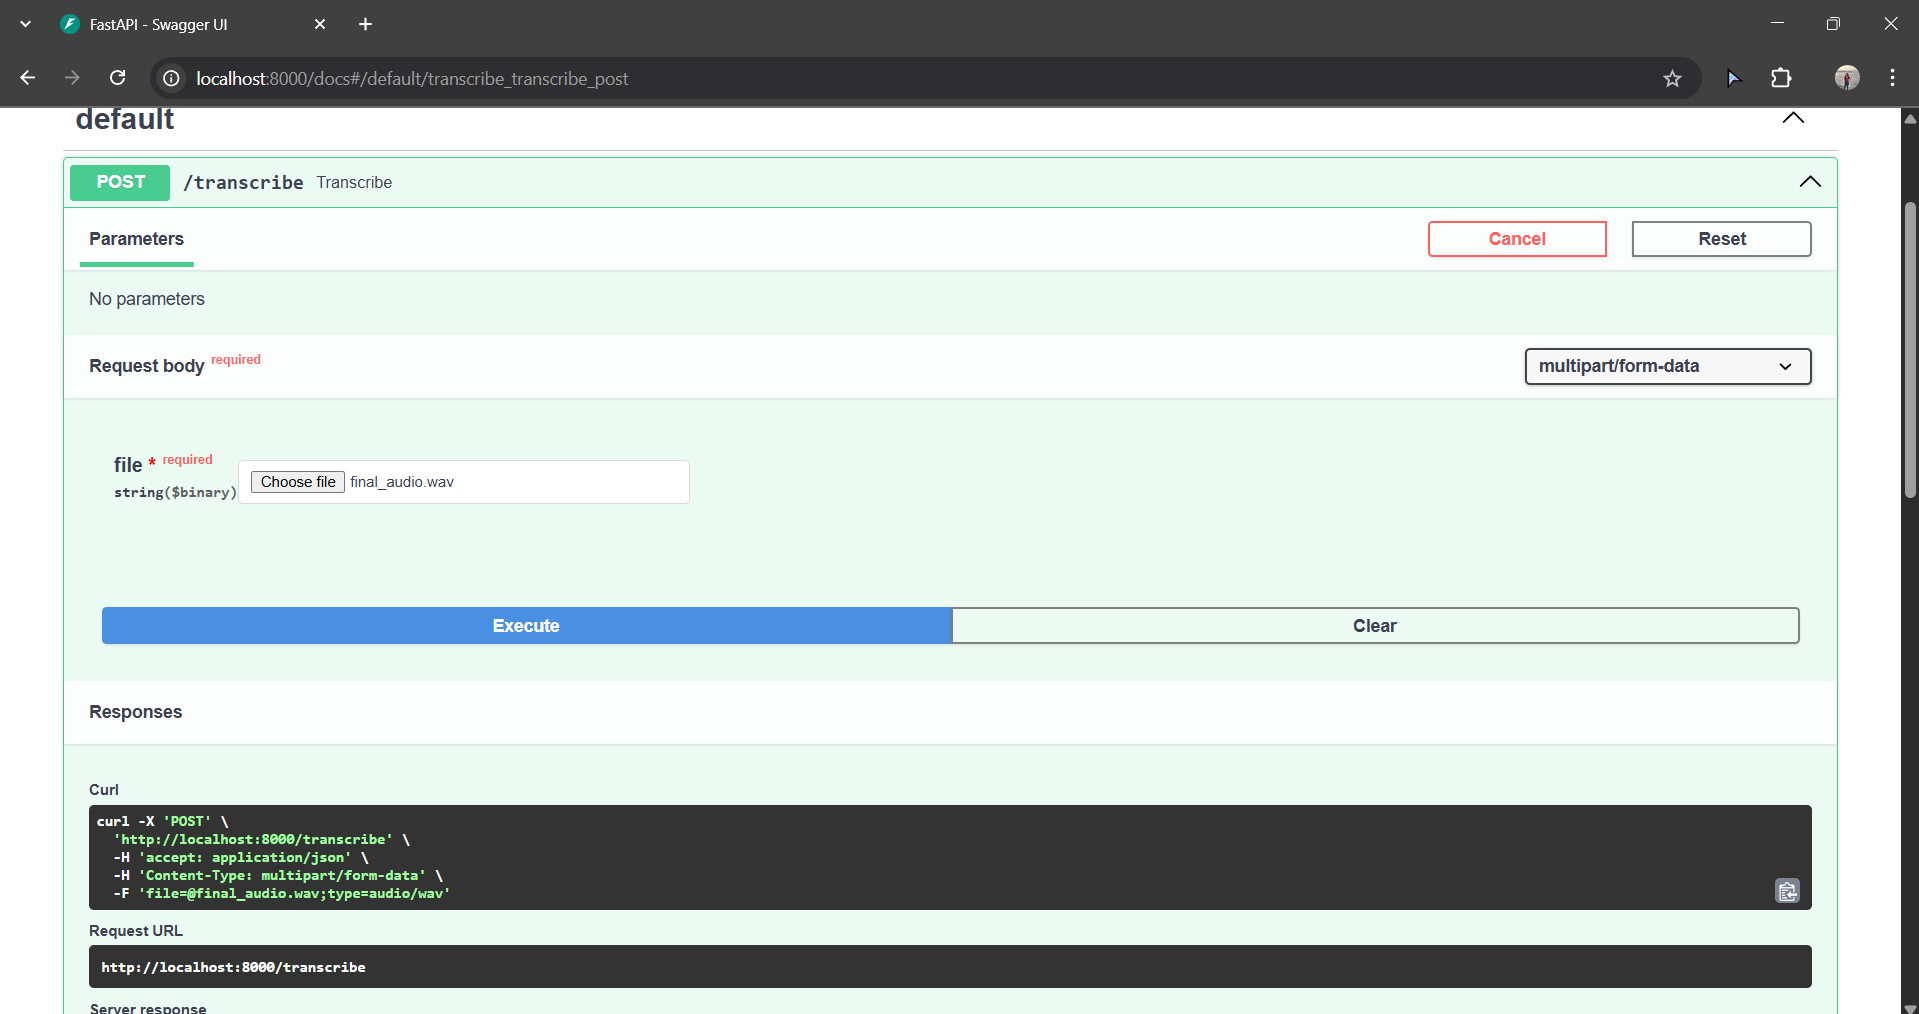 FastAPI - Swagger UI
localhost:8000/docs#/default/transcribe_transcribe_post
default
POST /transcribe Transcribe
Parameters
Cancel
Reset
No parameters
Request body required
multipart/form-data
file * required
string($binary)
Choose file final_audio.wav
Execute
Clear
Responses
Curl
curl -X 'POST' \
  'http://localhost:8000/transcribe' \
  -H 'accept: application/json' \
  -H 'Content-Type: multipart/form-data' \
  -F 'file=@final_audio.wav;type=audio/wav'
Request URL
http://localhost:8000/transcribe
Server response